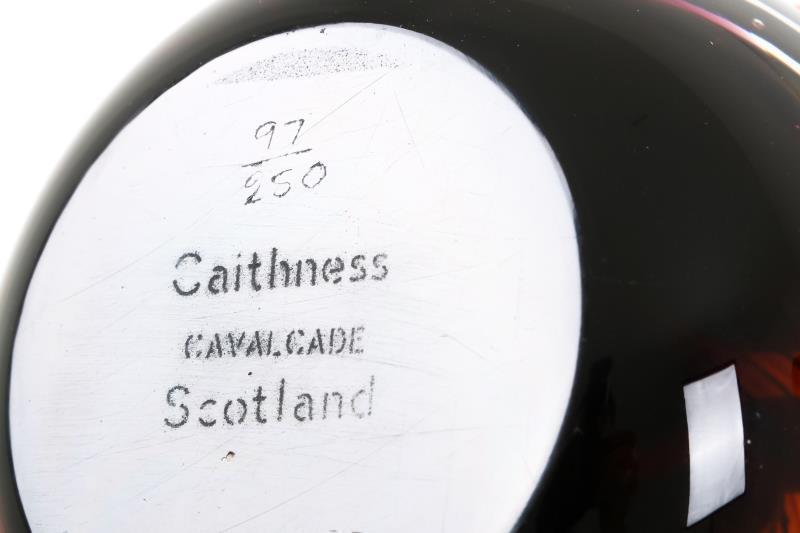 97
250
Caithness
CAVALCADE
Scotland